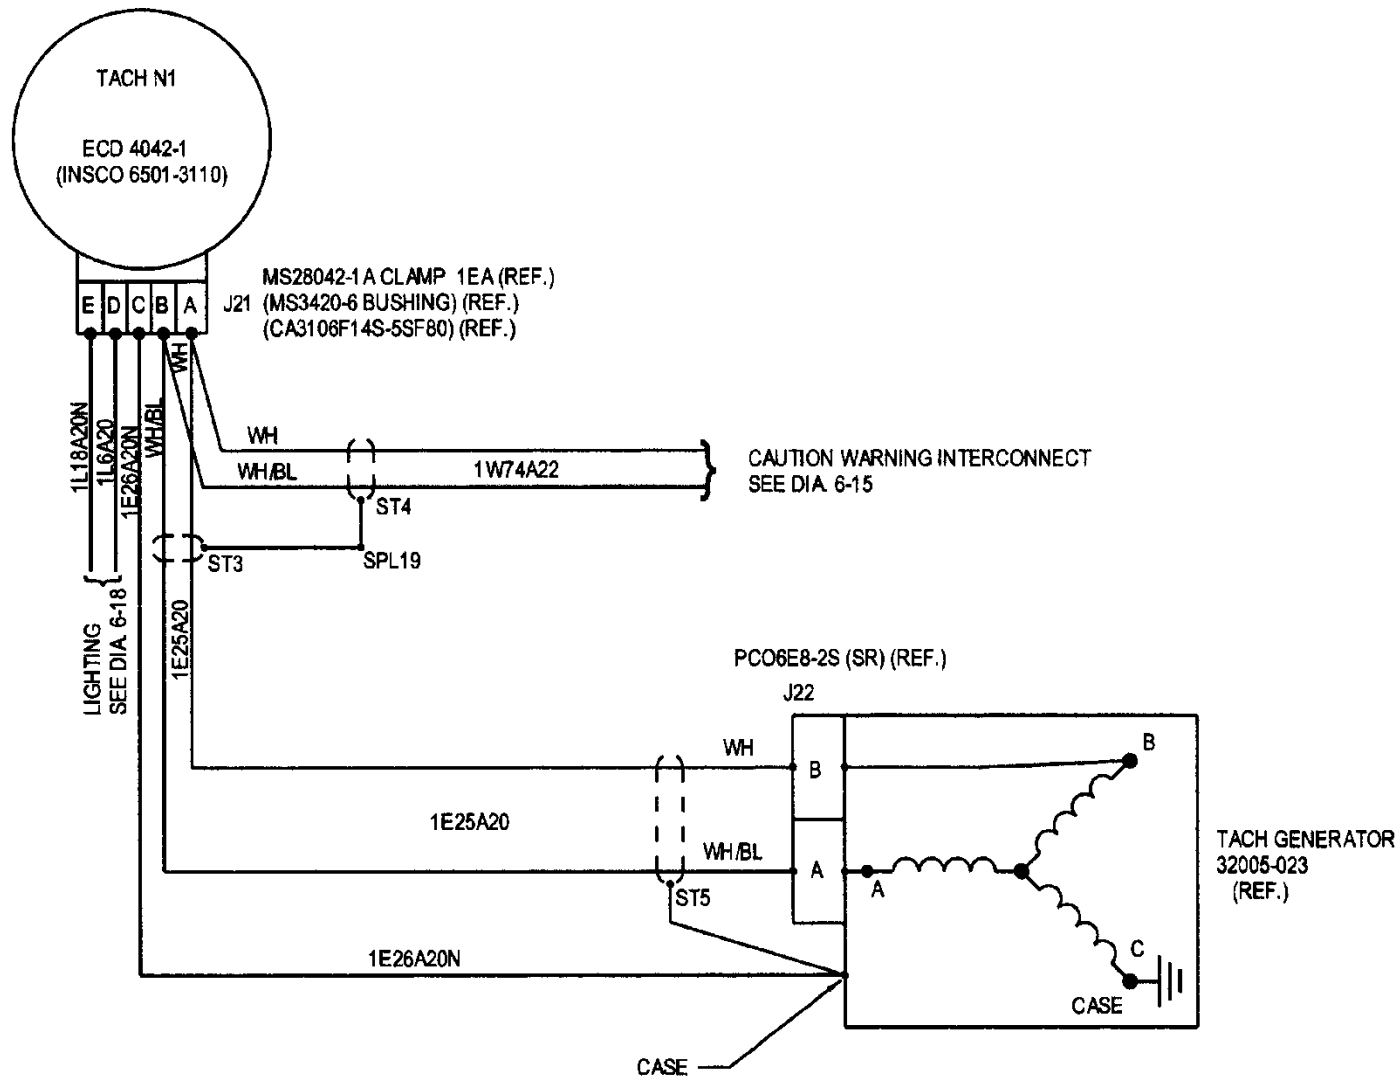 TACH N1
ECD 4042-1
(INSCO 6501-3110)
E D C B A
J21
MS28042-1A CLAMP 1EA (REF.)
(MS3420-6 BUSHING) (REF.)
(CA3106F14S-5SF80) (REF.)
1L18A20N
1L6A20
1E26A20N
WH/BL
WH
WH
WH/BL
1W74A22
CAUTION WARNING INTERCONNECT
SEE DIA. 6-15
ST4
ST3
SPL19
LIGHTING
SEE DIA. 6-18
1E25A20
PCO6E8-2S (SR) (REF.)
J22
WH
B
B
1E25A20
WH/BL
A
A
ST5
TACH GENERATOR
32005-023
(REF.)
C
1E26A20N
CASE
CASE